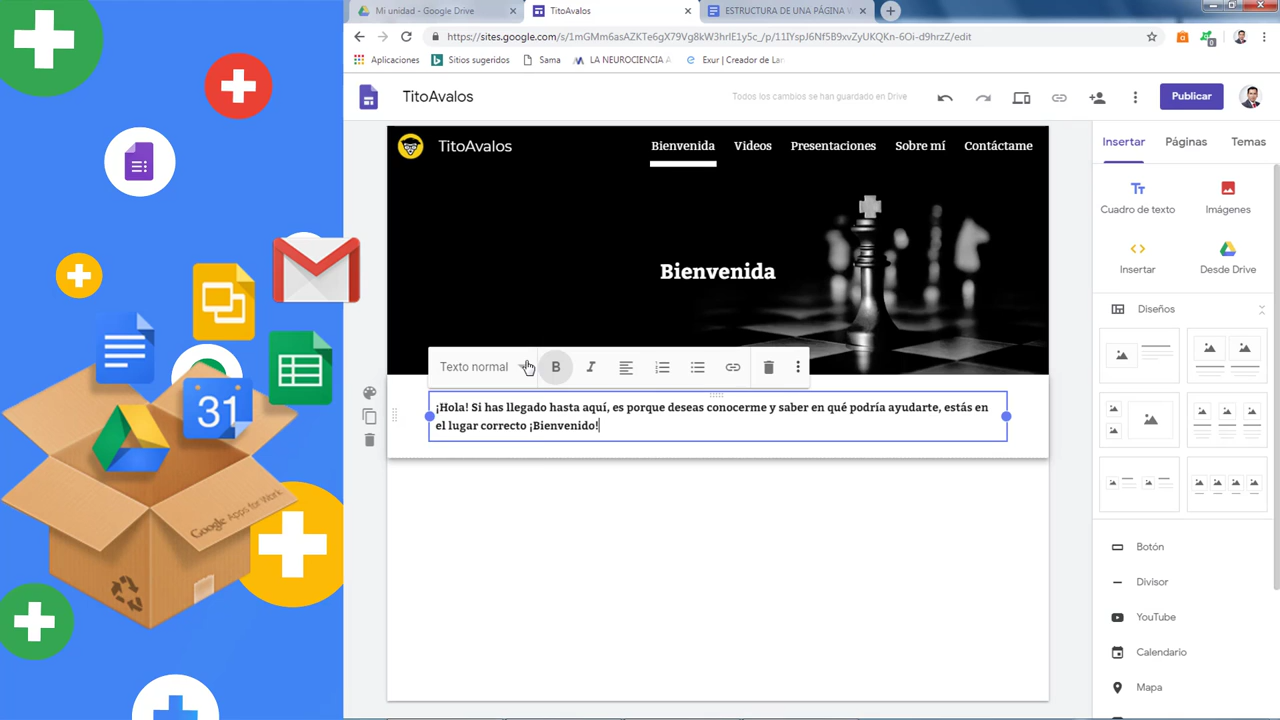 Mi unidad - Google Drive
TitoAvalos
ESTRUCTURA DE UNA PÁGINA
https://sites.google.com/s/1mGMm6asAZKTe6gX79Vg8kW3hrlE1y5c_/p/11IYspJ6Nf5B9xvZyUKQKn-6Oi-d9hrzZ/edit
Aplicaciones
Sitios sugeridos
Sama
LA NEUROCIENCIA A
Exur | Creador de Lan
TitoAvalos
Todos los cambios se han guardado en Drive
Publicar
TitoAvalos
Bienvenida
Videos
Presentaciones
Sobre mí
Contáctame
Insertar
Páginas
Temas
Cuadro de texto
Imágenes
Insertar
Desde Drive
Bienvenida
Diseños
Texto normal
B
I
¡Hola! Si has llegado hasta aquí, es porque deseas conocerme y saber en qué podría ayudarte, estás en
el lugar correcto ¡Bienvenido!
Botón
Divisor
YouTube
Calendario
Mapa
31
Google Apps for Work